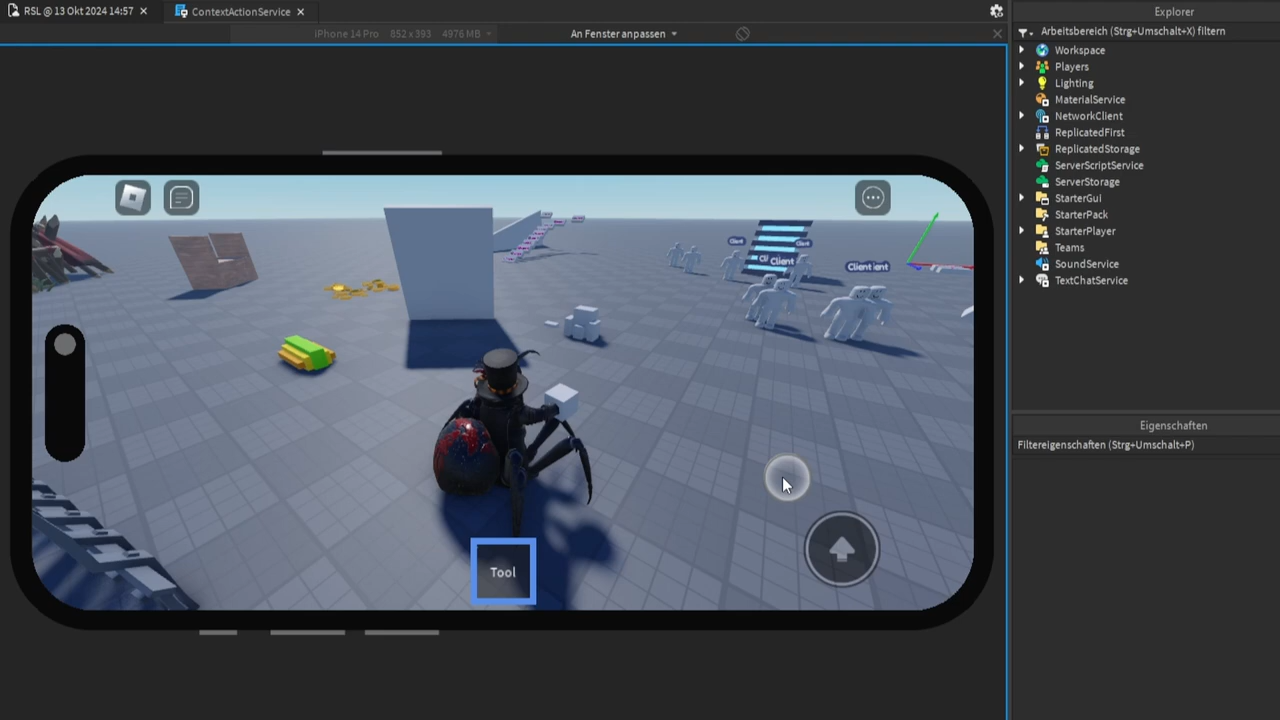 RSL @ 13 Okt 2024 14:57
ContextActionService
iPhone 14 Pro 852 x 393 4976 MB
An Fenster anpassen
Explorer
Arbeitsbereich (Strg+Umschalt+X) filtern
Workspace
Players
Lighting
MaterialService
NetworkClient
ReplicatedFirst
ReplicatedStorage
ServerScriptService
ServerStorage
StarterGui
StarterPack
StarterPlayer
Teams
SoundService
TextChatService
Eigenschaften
Filtereigenschaften (Strg+Umschalt+P)
Client
Client
Client
Client
Tool